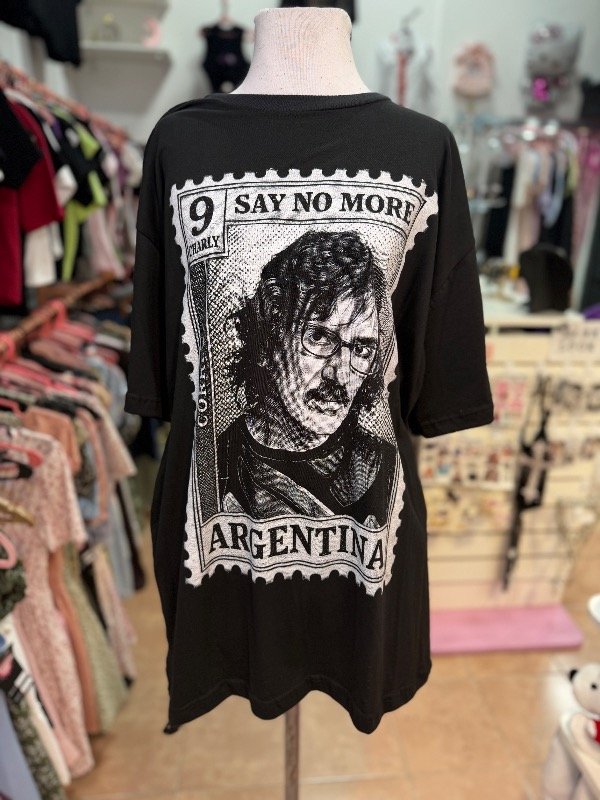 9
CHARLY
SAY NO MORE
ARGENTINA